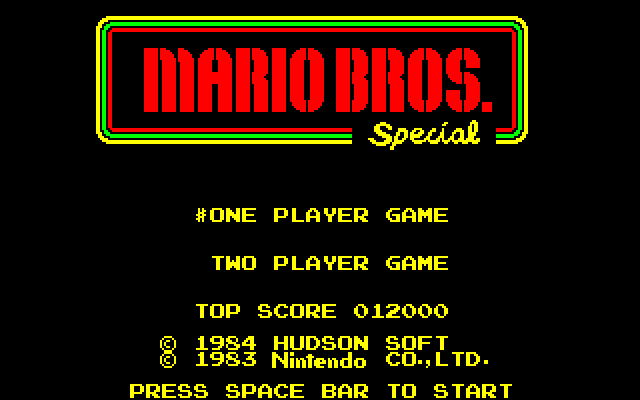 MARIO BROS.
Special
#ONE PLAYER GAME
TWO PLAYER GAME
TOP SCORE 012000
© 1984 HUDSON SOFT
© 1983 Nintendo CO.,LTD.
PRESS SPACE BAR TO START